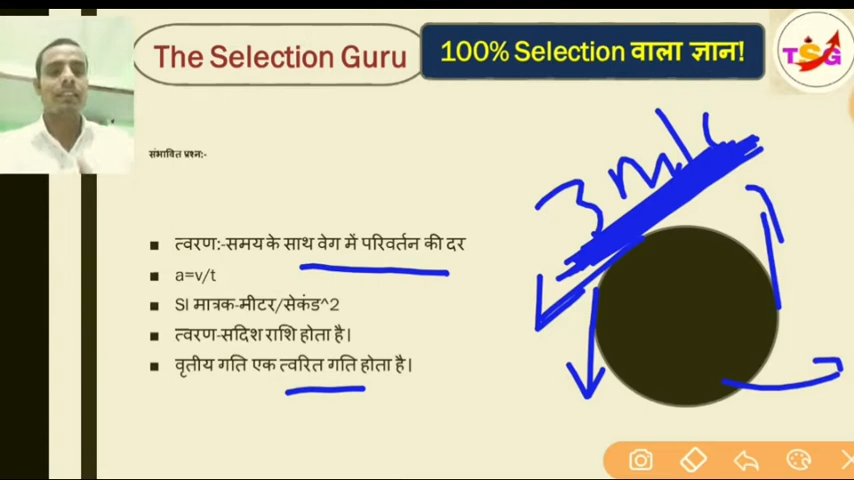 The Selection Guru
100% Selection वाला ज्ञान!
TSG
संभावित प्रश्न:-
3 m/
त्वरण:-समय के साथ वेग में परिवर्तन की दर
a=v/t
SI मात्रक-मीटर/सेकंड^2
त्वरण-सदिश राशि होता है।
वृतीय गति एक त्वरित गति होता है।